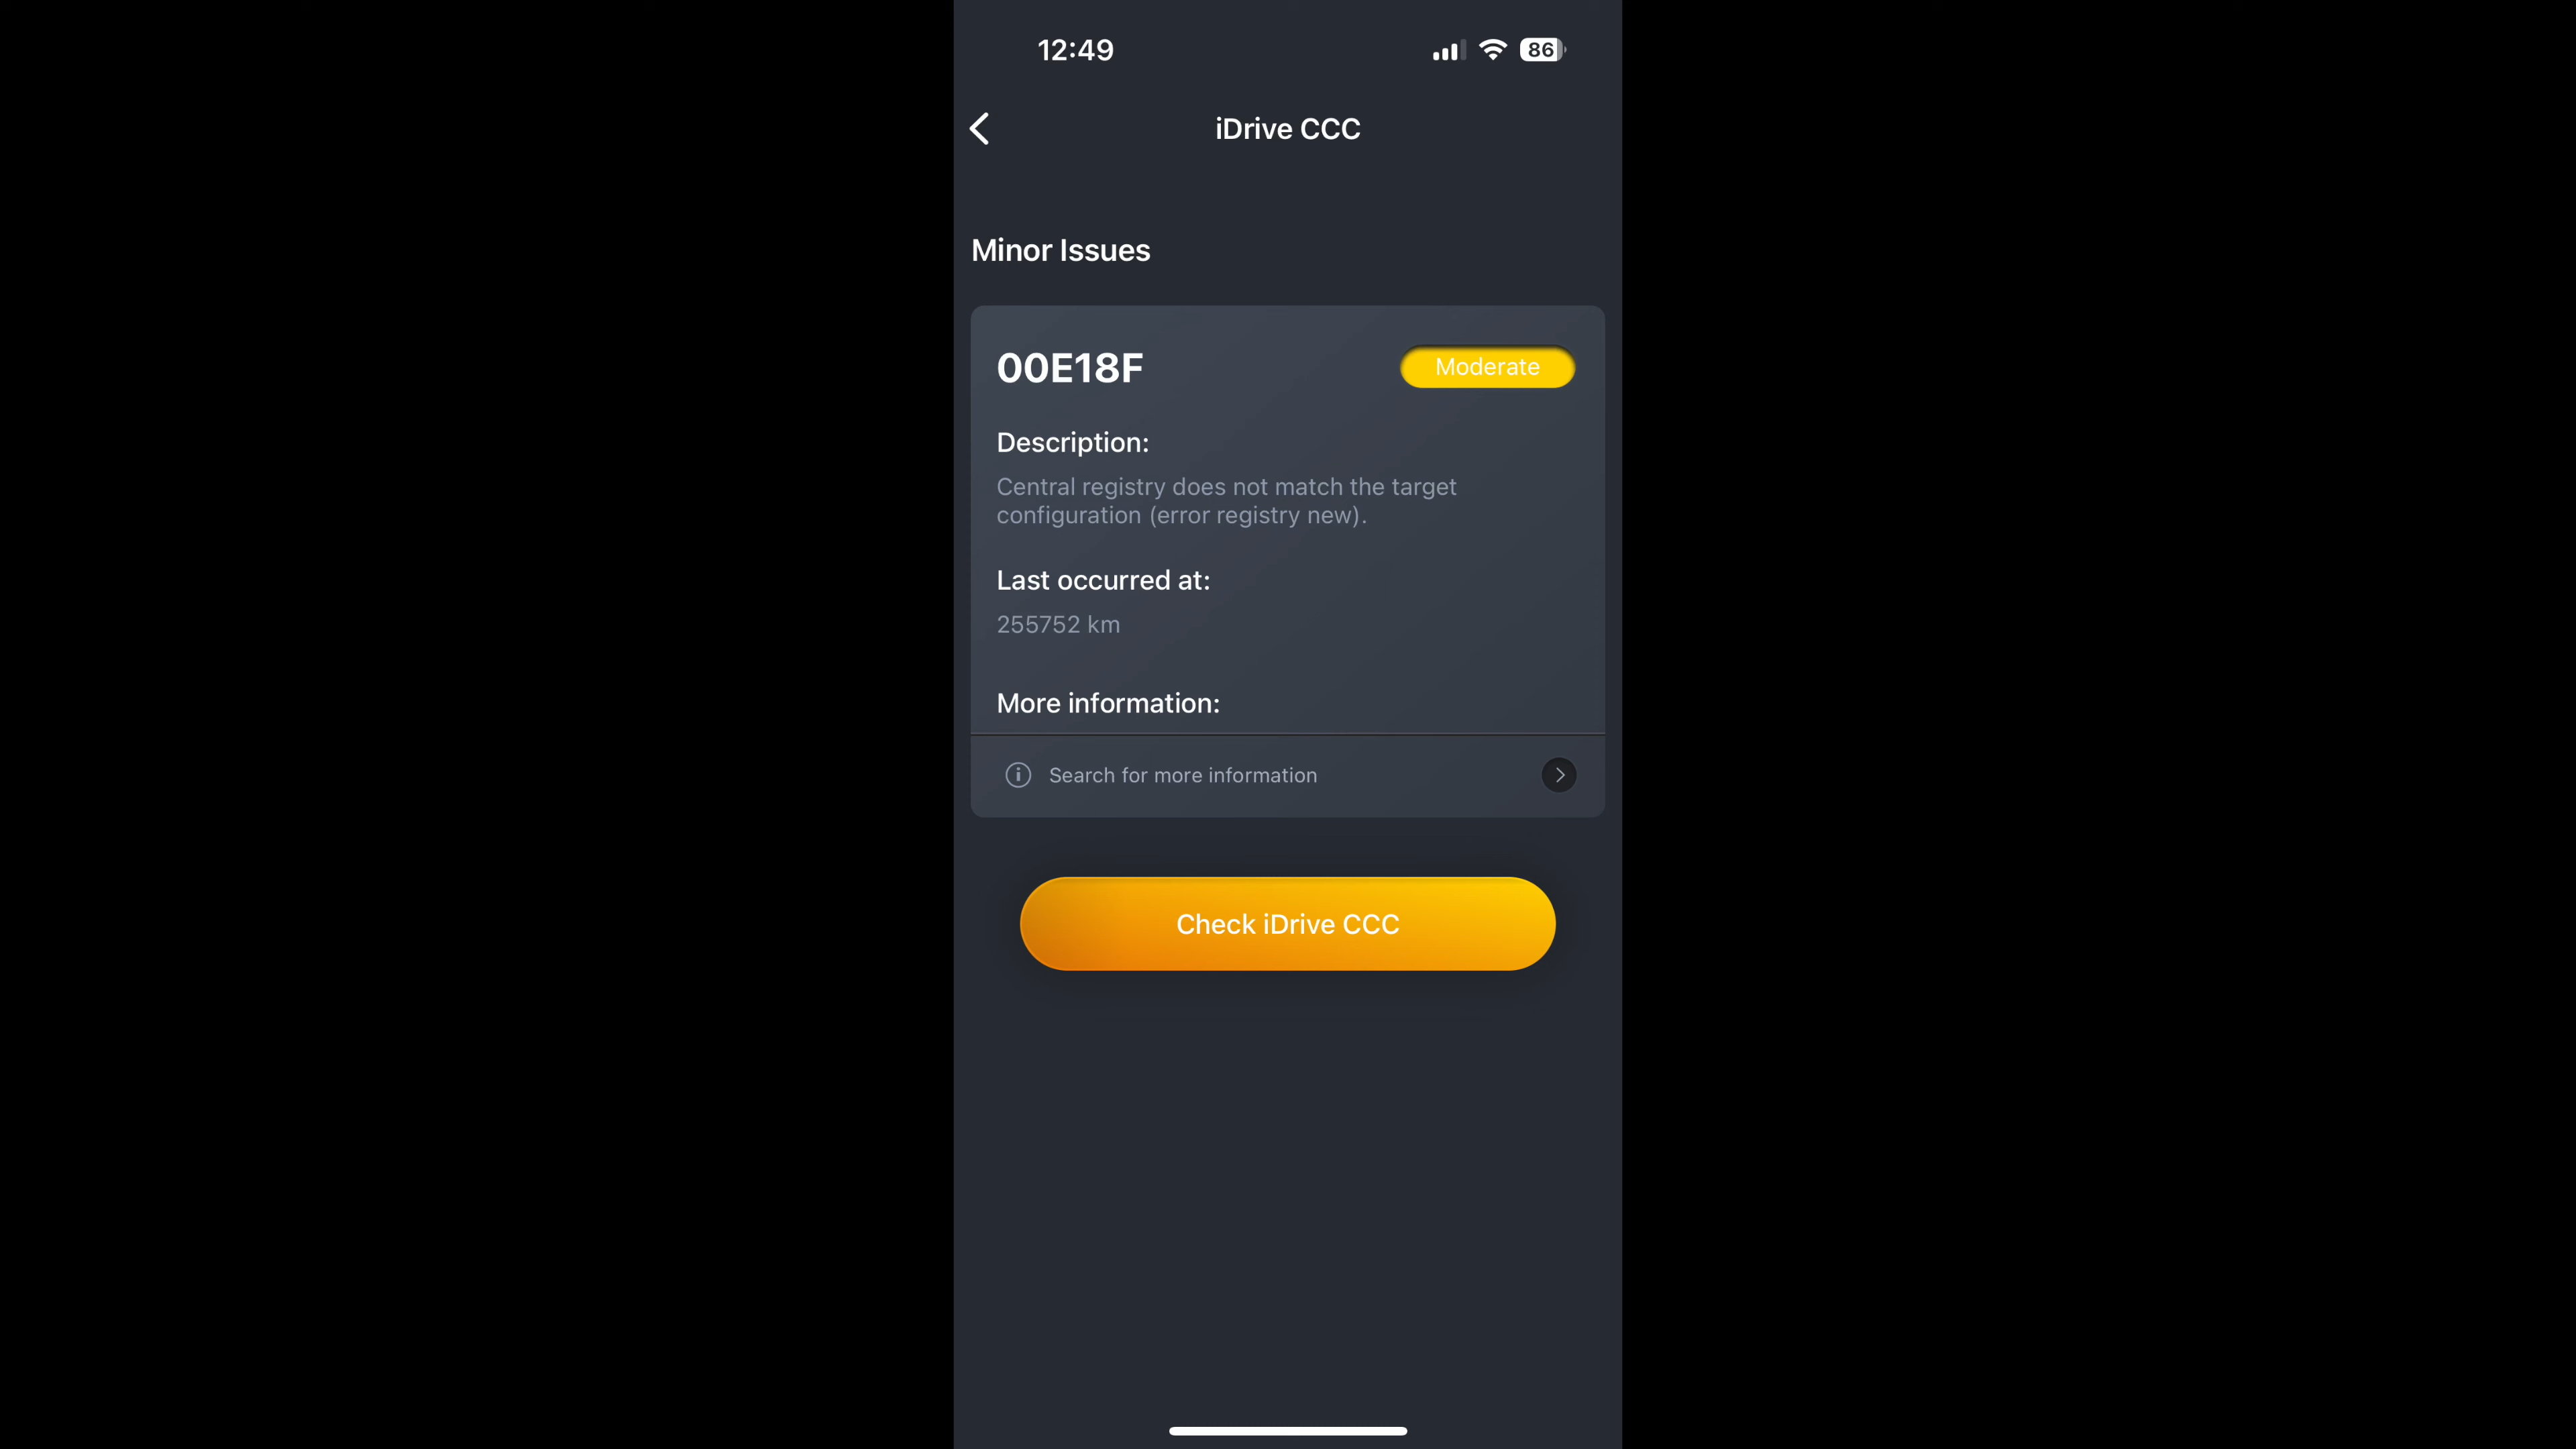 12:49
86
iDrive CCC
Minor Issues
00E18F
Moderate
Description:
Central registry does not match the target
configuration (error registry new).
Last occurred at:
255752 km
More information:
Search for more information
Check iDrive CCC